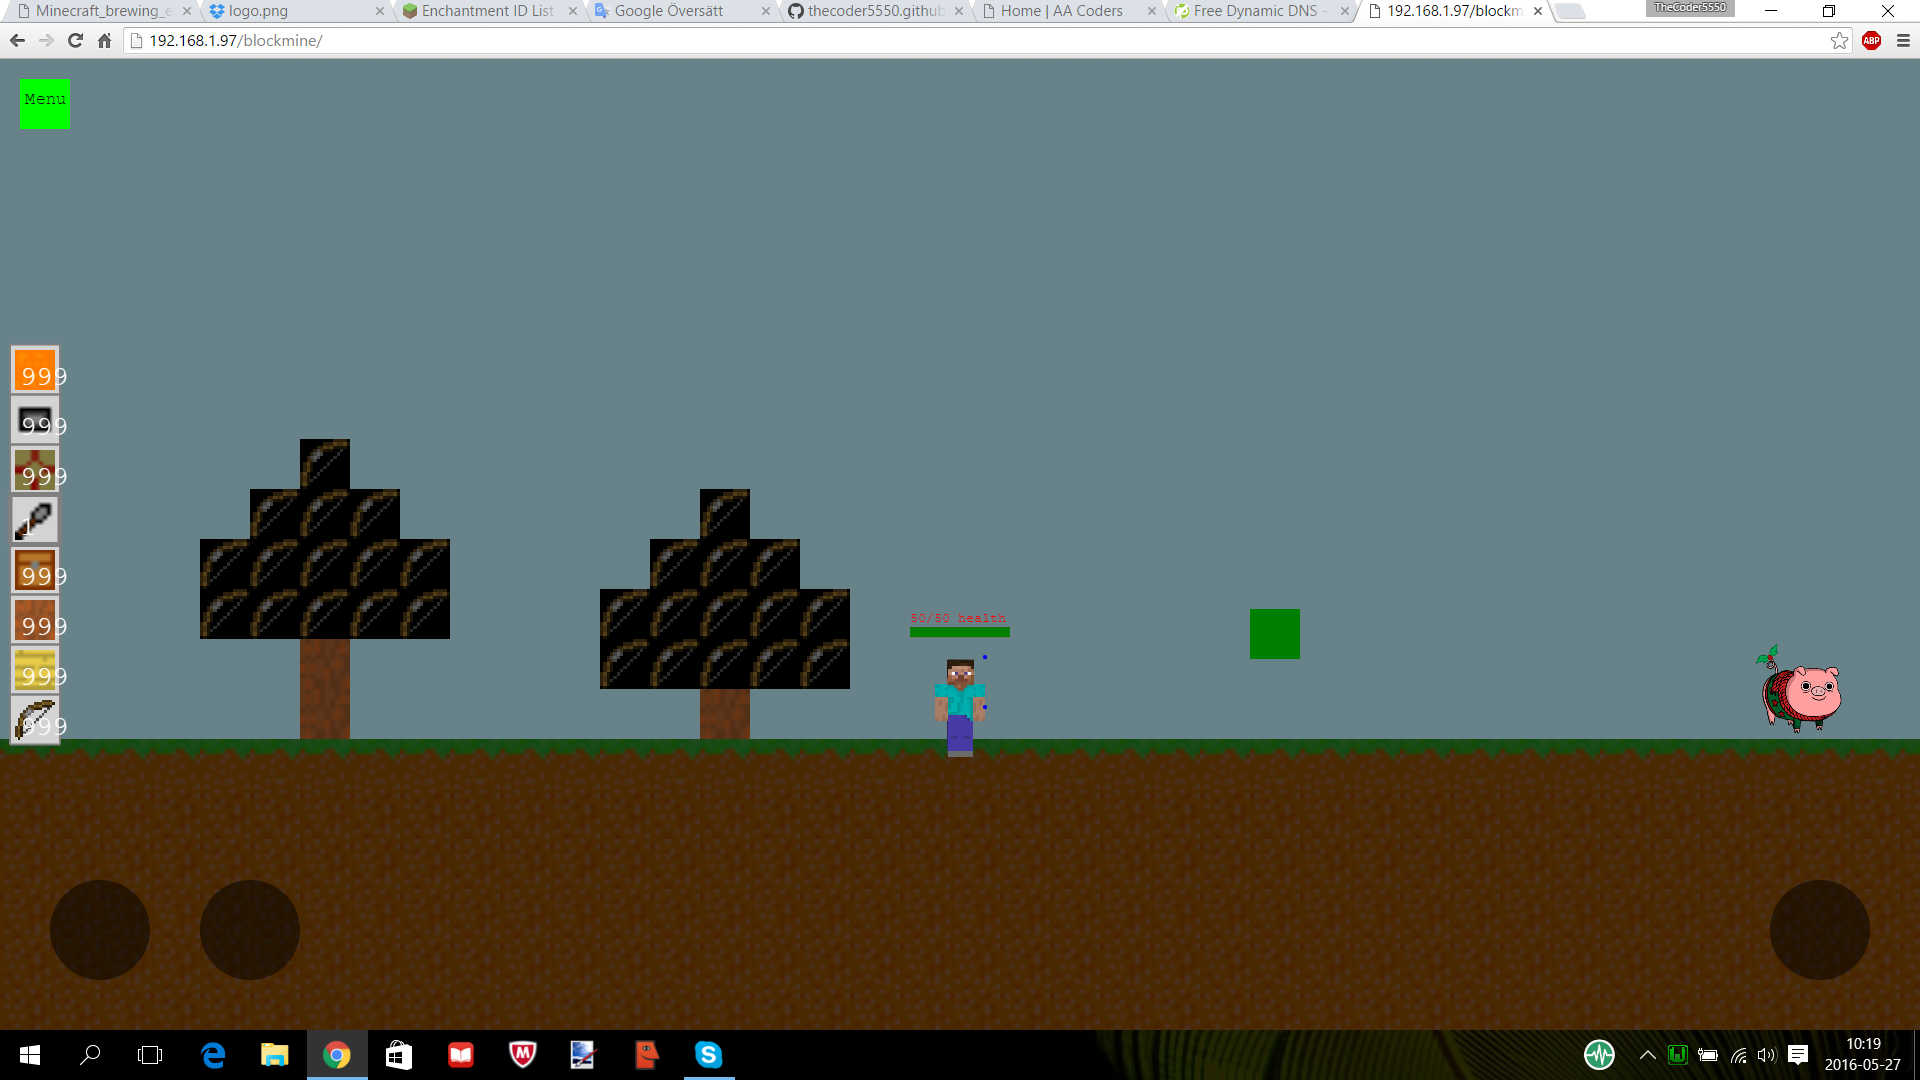 Minecraft_brewing_e
logo.png
Enchantment ID List
Google Översätt
thecoder5550.github
Home | AA Coders
Free Dynamic DNS -
192.168.1.97/blockm
TheCoder5550
192.168.1.97/blockmine/
ABP
Menu
999
999
999
1
999
999
999
999
50/50 health
10:19
2016-05-27